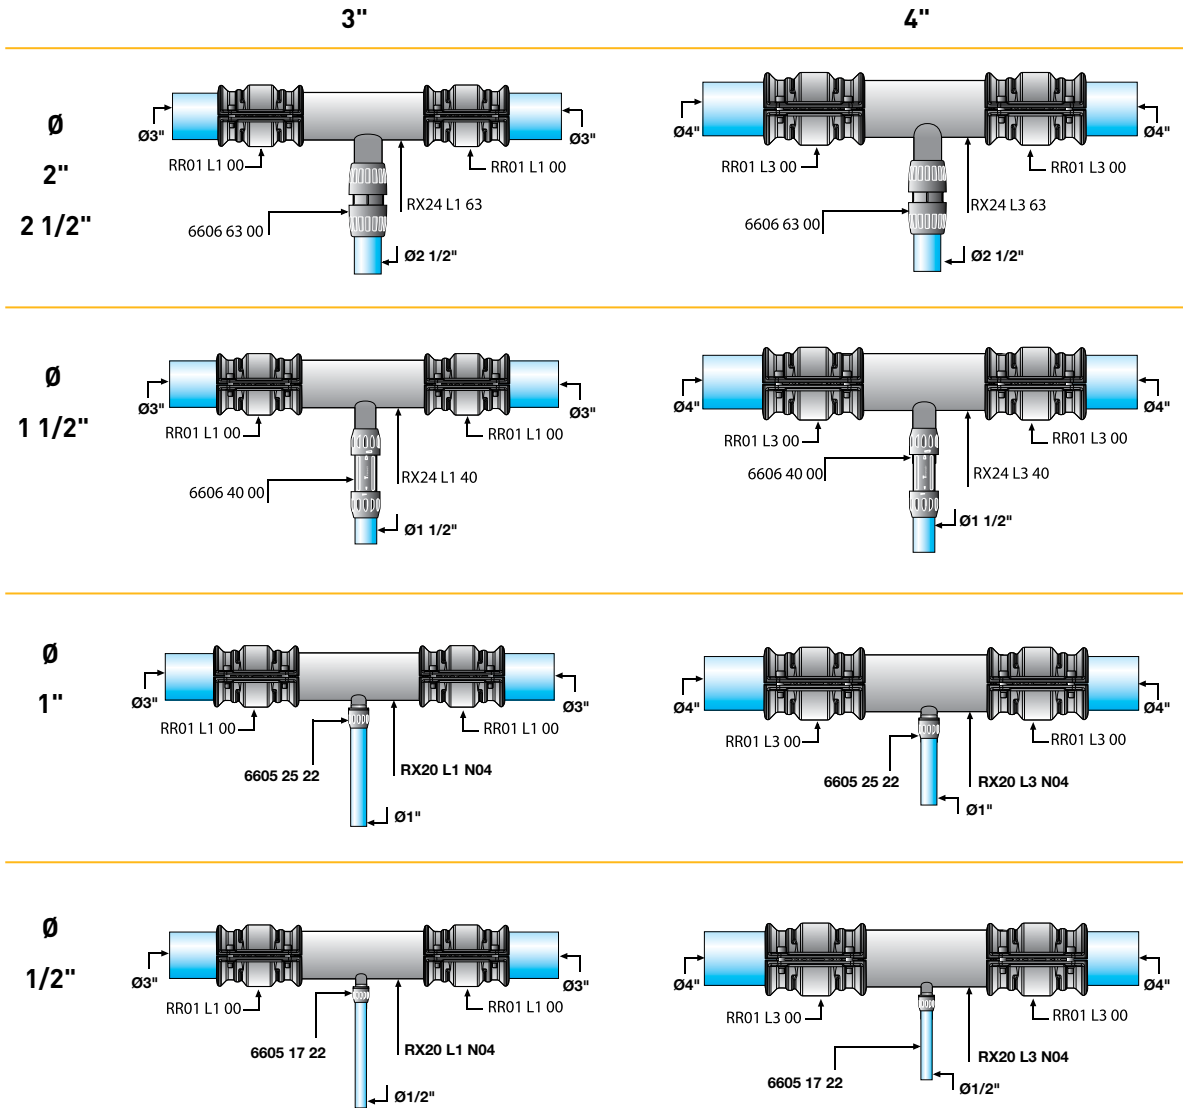 3" 4"
Ø
2"
2 1/2"
Ø3" Ø3"
RR01 L1 00 RR01 L1 00
RX24 L1 63
6606 63 00
Ø2 1/2"
Ø4" Ø4"
RR01 L3 00 RR01 L3 00
RX24 L3 63
6606 63 00
Ø2 1/2"
Ø
1 1/2"
Ø3" Ø3"
RR01 L1 00 RR01 L1 00
RX24 L1 40
6606 40 00
Ø1 1/2"
Ø4" Ø4"
RR01 L3 00 RR01 L3 00
RX24 L3 40
6606 40 00
Ø1 1/2"
Ø
1"
Ø3" Ø3"
RR01 L1 00 RR01 L1 00
6605 25 22 RX20 L1 N04
Ø1"
Ø4" Ø4"
RR01 L3 00 RR01 L3 00
6605 25 22 RX20 L3 N04
Ø1"
Ø
1/2"
Ø3" Ø3"
RR01 L1 00 RR01 L1 00
6605 17 22 RX20 L1 N04
Ø1/2"
Ø4" Ø4"
RR01 L3 00 RR01 L3 00
RX20 L3 N04
6605 17 22
Ø1/2"